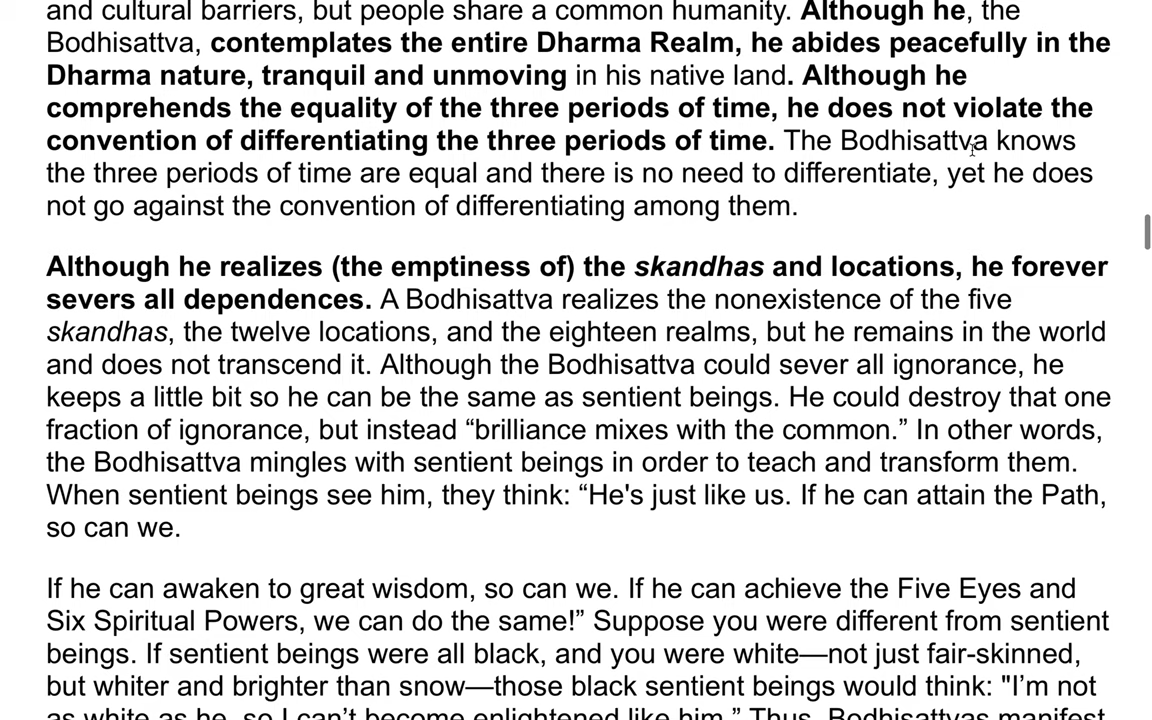 and cultural barriers, but people share a common humanity. Although he, the
Bodhisattva, contemplates the entire Dharma Realm, he abides peacefully in the
Dharma nature, tranquil and unmoving in his native land. Although he
comprehends the equality of the three periods of time, he does not violate the
convention of differentiating the three periods of time. The Bodhisattva knows
the three periods of time are equal and there is no need to differentiate, yet he does
not go against the convention of differentiating among them.
Although he realizes (the emptiness of) the skandhas and locations, he forever
severs all dependences. A Bodhisattva realizes the nonexistence of the five
skandhas, the twelve locations, and the eighteen realms, but he remains in the world
and does not transcend it. Although the Bodhisattva could sever all ignorance, he
keeps a little bit so he can be the same as sentient beings. He could destroy that one
fraction of ignorance, but instead “brilliance mixes with the common.” In other words,
the Bodhisattva mingles with sentient beings in order to teach and transform them.
When sentient beings see him, they think: “He's just like us. If he can attain the Path,
so can we.
If he can awaken to great wisdom, so can we. If he can achieve the Five Eyes and
Six Spiritual Powers, we can do the same!” Suppose you were different from sentient
beings. If sentient beings were all black, and you were white—not just fair-skinned,
but whiter and brighter than snow—those black sentient beings would think: "I’m not
as white as he, so I can’t become enlightened like him.” Thus, Bodhisattvas manifest